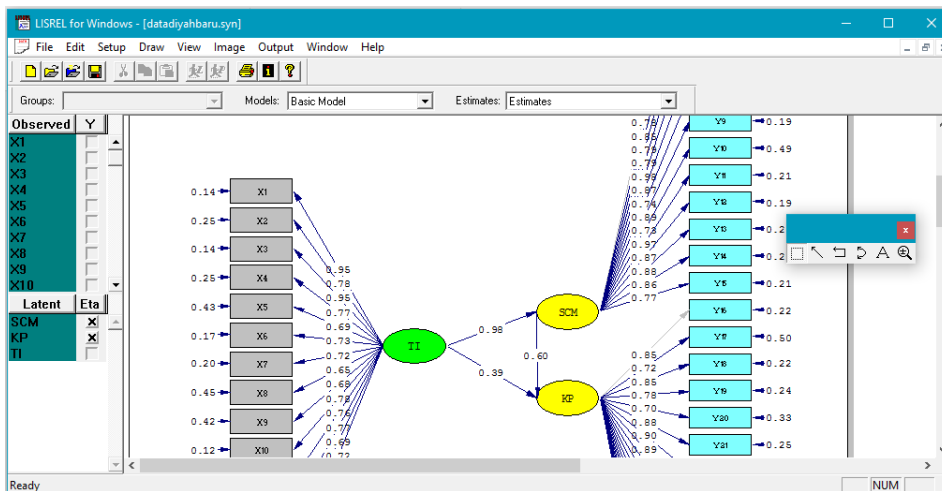 LISREL for Windows - [datadiyahbaru.syn]
File Edit Setup Draw View Image Output Window Help
Groups: Models: Basic Model Estimates: Estimates
Observed Y
X1
X2
X3
X4
X5
X6
X7
X8
X9
X10
Latent Eta
SCM X
KP X
TI
0.14 X1
0.25 X2
0.14 X3
0.25 X4
0.43 X5
0.17 X6
0.20 X7
0.45 X8
0.42 X9
0.12 X10
0.95
0.78
0.95
0.77
0.69
0.73
0.72
0.65
0.68
0.78
0.76
0.77
0.69
0.72
TI
0.98
0.39
SCM
0.60
KP
0.79
0.85
0.79
0.79
0.98
0.87
0.74
0.89
0.73
0.97
0.87
0.88
0.86
0.77
0.85
0.72
0.85
0.78
0.70
0.88
0.90
0.89
Y9 0.19
Y10 0.49
Y11 0.21
Y12 0.19
Y13
Y14
Y15 0.21
Y16 0.22
Y17 0.50
Y18 0.22
Y19 0.24
Y20 0.33
Y21 0.25
A
Ready
NUM